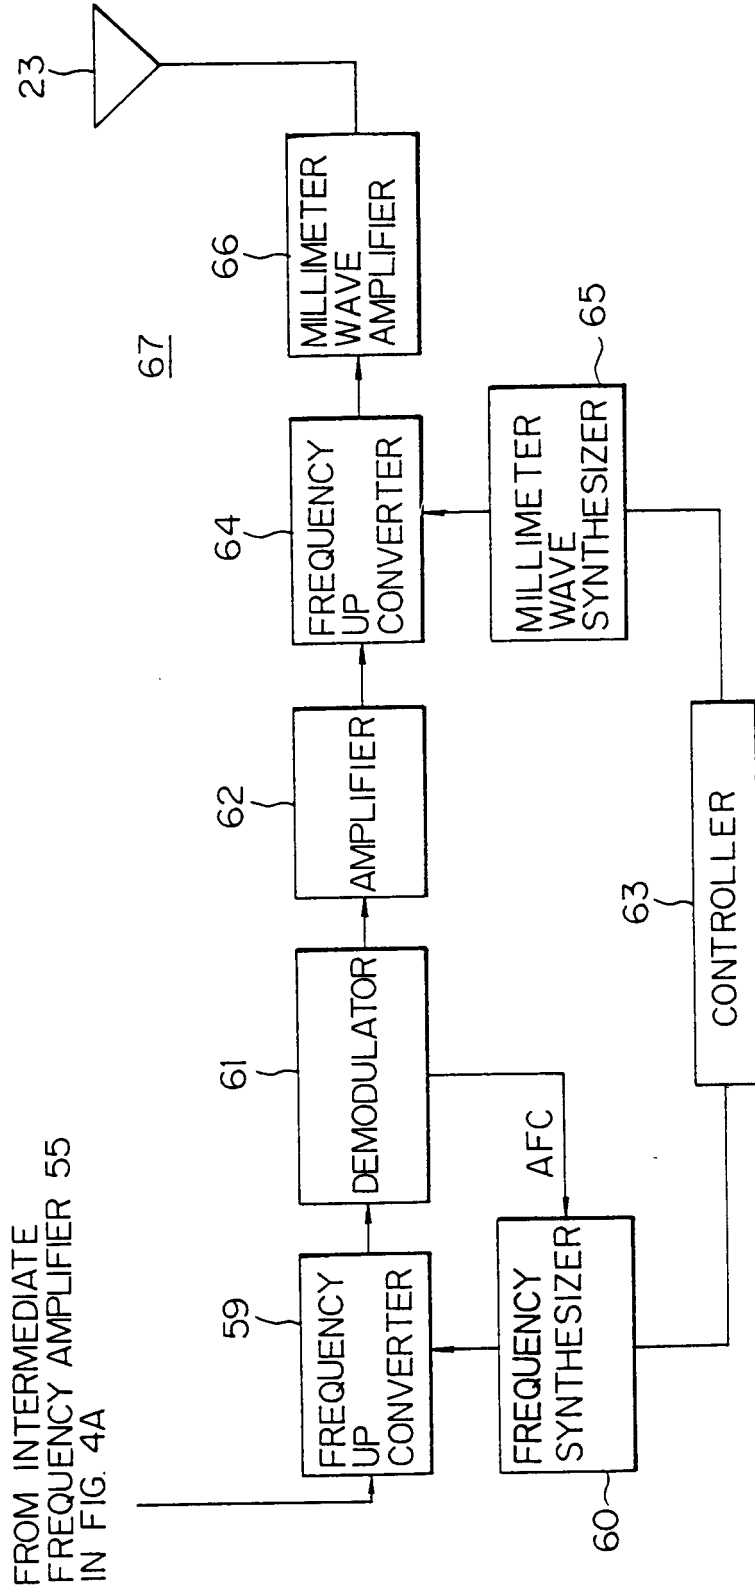 FROM INTERMEDIATE
FREQUENCY AMPLIFIER 55
IN FIG. 4A
59
FREQUENCY
UP
CONVERTER
61
DEMODULATOR
62
AMPLIFIER
64
FREQUENCY
UP
CONVERTER
67
66
MILLIMETER
WAVE
AMPLIFIER
23
60
FREQUENCY
SYNTHESIZER
AFC
MILLIMETER
WAVE
SYNTHESIZER
65
63
CONTROLLER